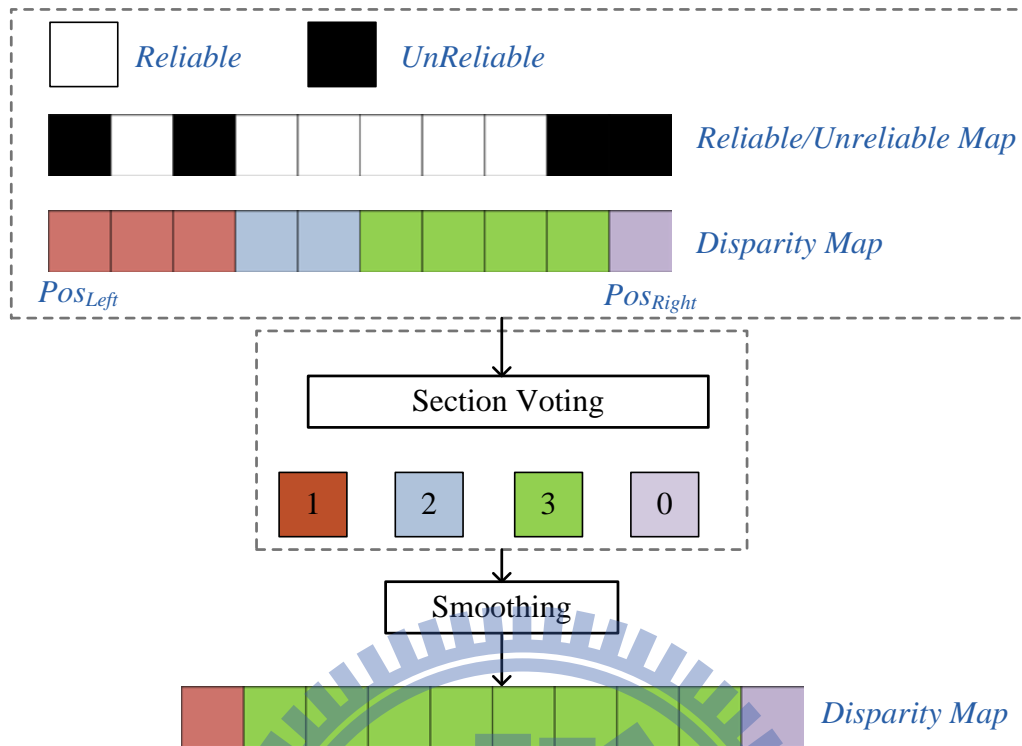 Reliable UnReliable
Reliable/Unreliable Map
Disparity Map
PosLeft PosRight
Section Voting
1 2 3 0
Smoothing
Disparity Map